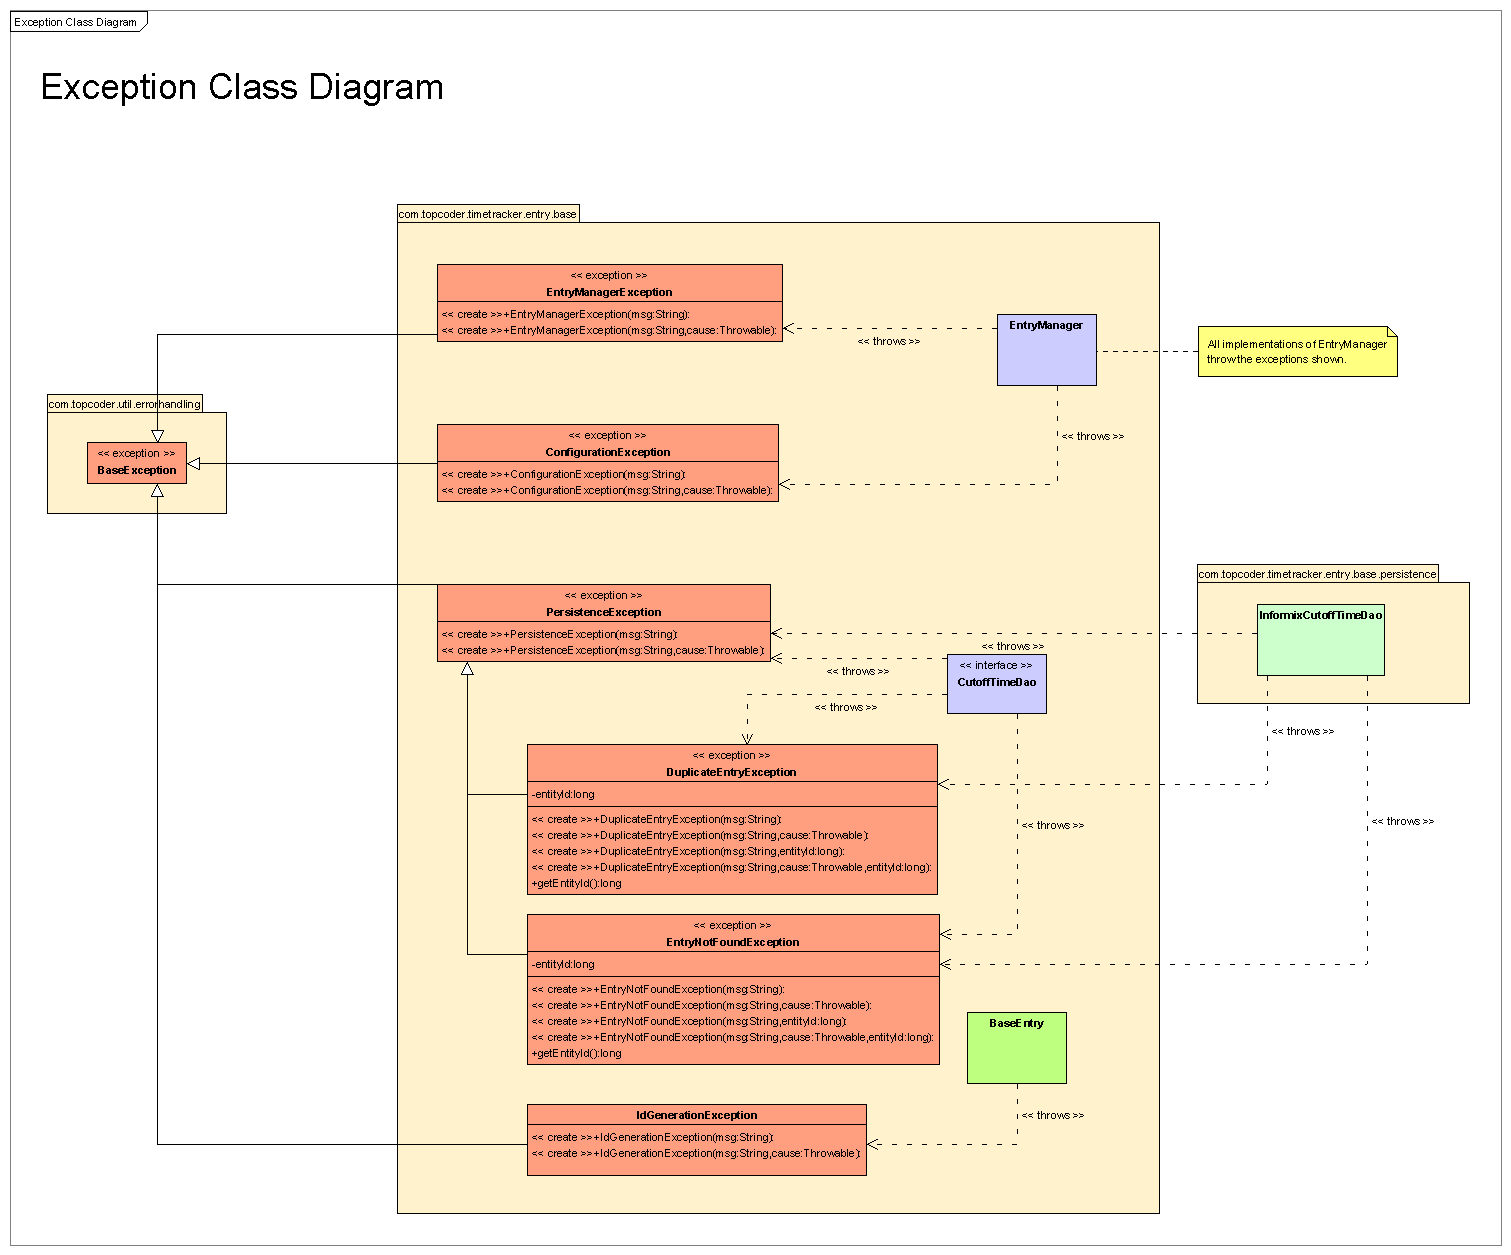 Exception Class Diagram
Exception Class Diagram
com.topcoder.timetracker.entry.base
<< exception >>
EntryManagerException
<< create >>+EntryManagerException(msg:String):
<< create >>+EntryManagerException(msg:String,cause:Throwable):
EntryManager
<< throws >>
All implementations of EntryManager
throw the exceptions shown.
com.topcoder.util.errorhandling
<< exception >>
BaseException
<< exception >>
ConfigurationException
<< create >>+ConfigurationException(msg:String):
<< create >>+ConfigurationException(msg:String,cause:Throwable):
<< throws >>
com.topcoder.timetracker.entry.base.persistence
InformixCutoffTimeDao
<< exception >>
PersistenceException
<< create >>+PersistenceException(msg:String):
<< create >>+PersistenceException(msg:String,cause:Throwable):
<< throws >>
<< throws >>
<< interface >>
CutoffTimeDao
<< throws >>
<< throws >>
<< exception >>
DuplicateEntryException
-entityId:long
<< create >>+DuplicateEntryException(msg:String):
<< create >>+DuplicateEntryException(msg:String,cause:Throwable):
<< create >>+DuplicateEntryException(msg:String,entityId:long):
<< create >>+DuplicateEntryException(msg:String,cause:Throwable,entityId:long):
+getEntityId():long
<< throws >>
<< throws >>
<< exception >>
EntryNotFoundException
-entityId:long
<< create >>+EntryNotFoundException(msg:String):
<< create >>+EntryNotFoundException(msg:String,cause:Throwable):
<< create >>+EntryNotFoundException(msg:String,entityId:long):
<< create >>+EntryNotFoundException(msg:String,cause:Throwable,entityId:long):
+getEntityId():long
BaseEntry
<< throws >>
IdGenerationException
<< create >>+IdGenerationException(msg:String):
<< create >>+IdGenerationException(msg:String,cause:Throwable):